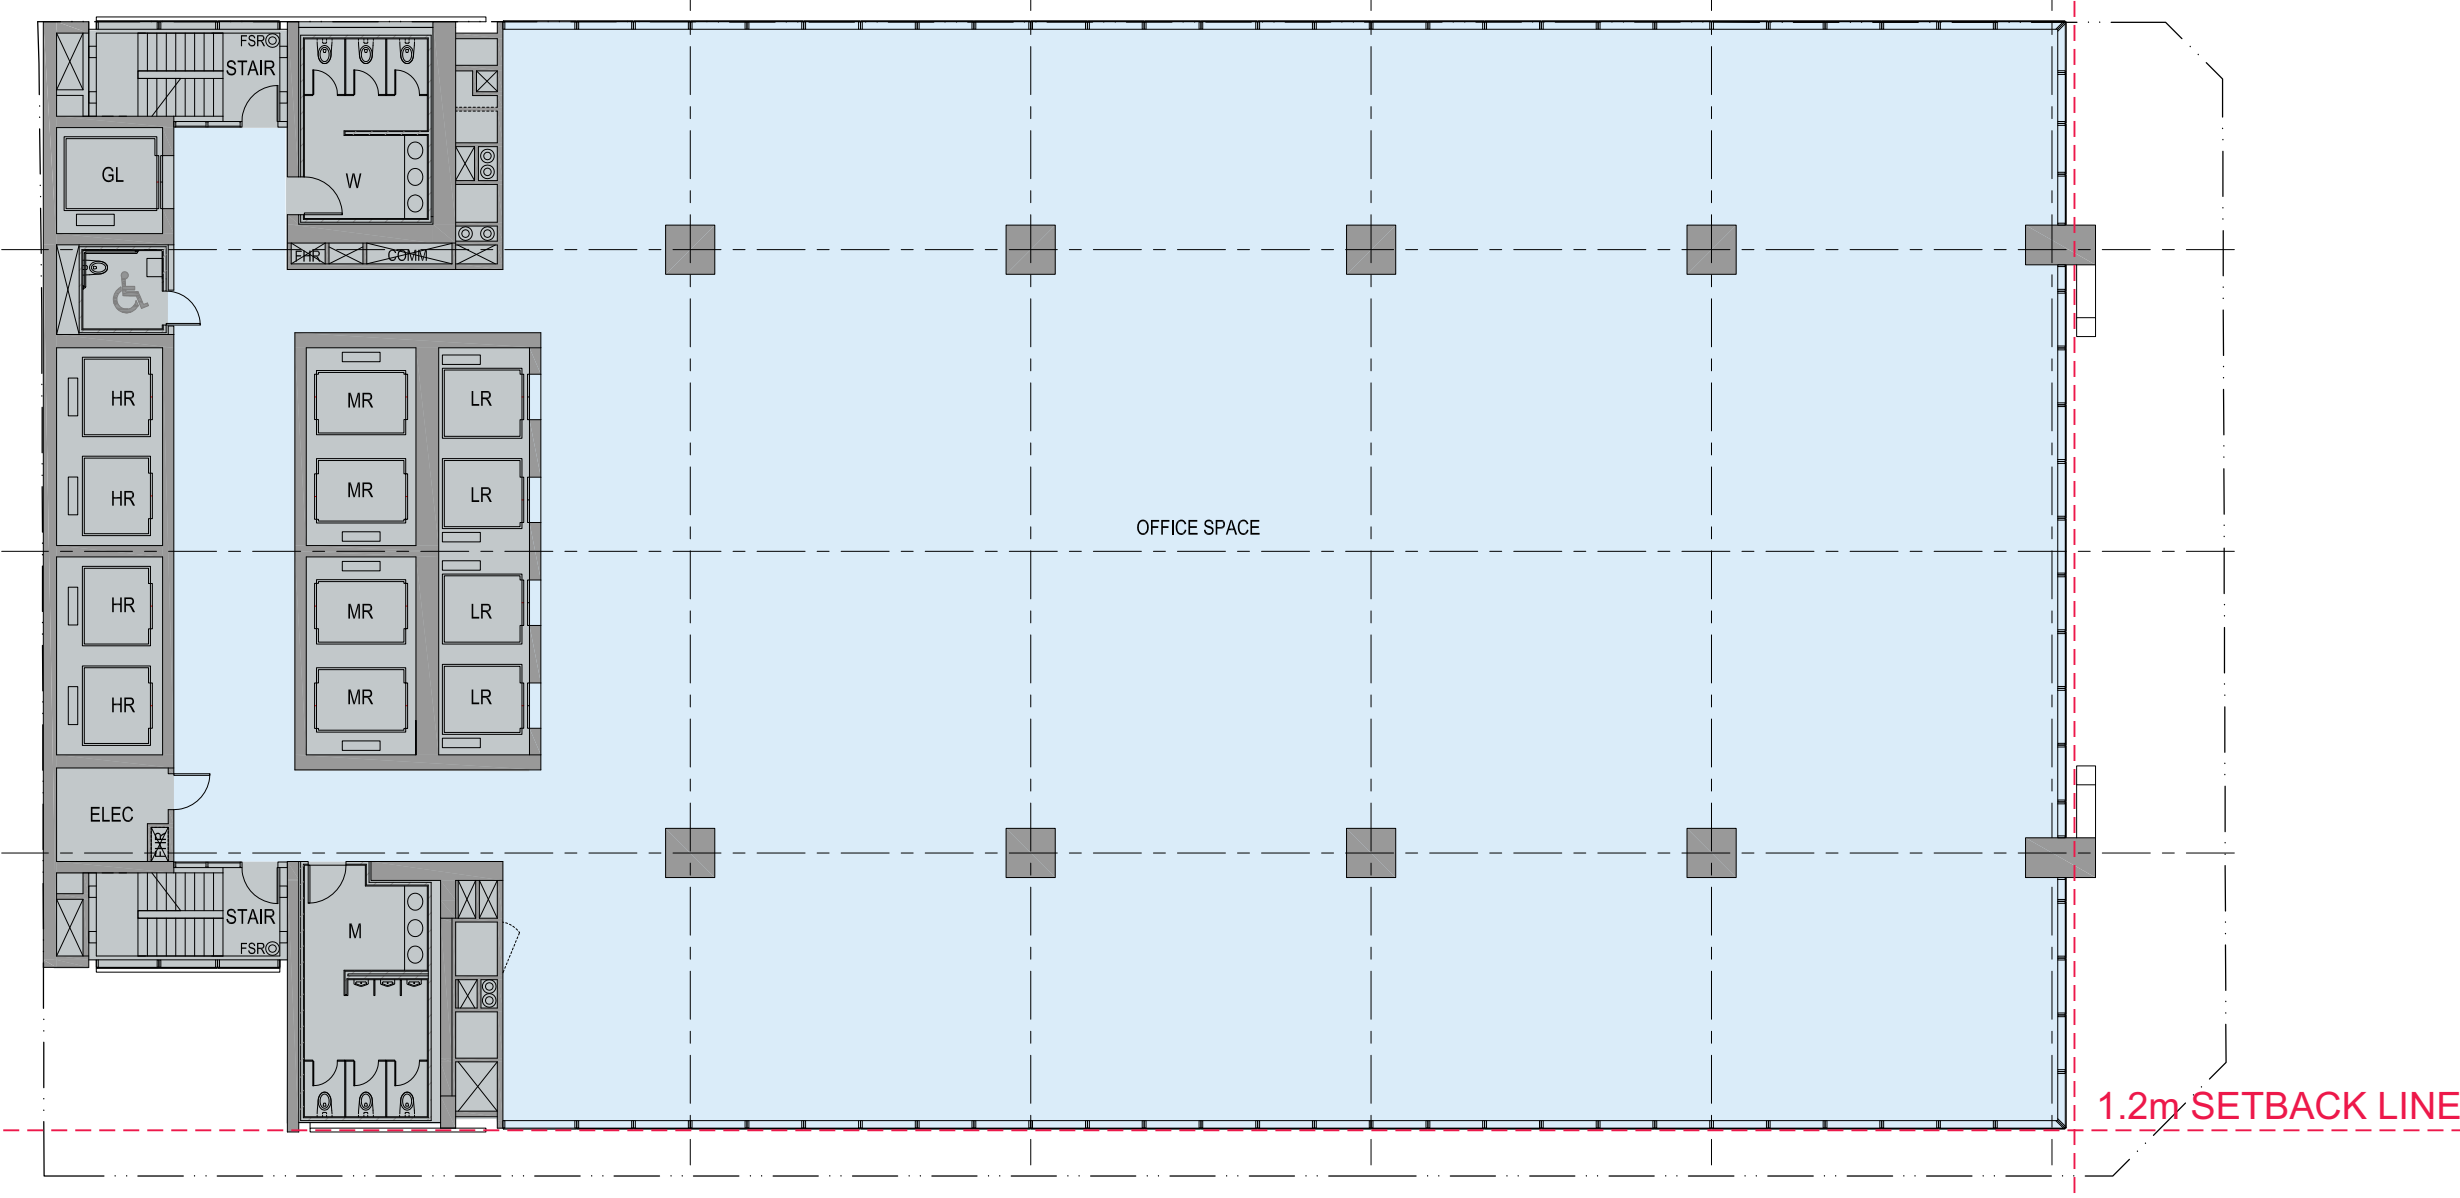 FSR
STAIR
GL
W
FHR
COMM
HR
MR
LR
HR
MR
LR
OFFICE SPACE
HR
MR
LR
HR
MR
LR
ELEC
FHR
STAIR
FSR
M
1.2m SETBACK LINE